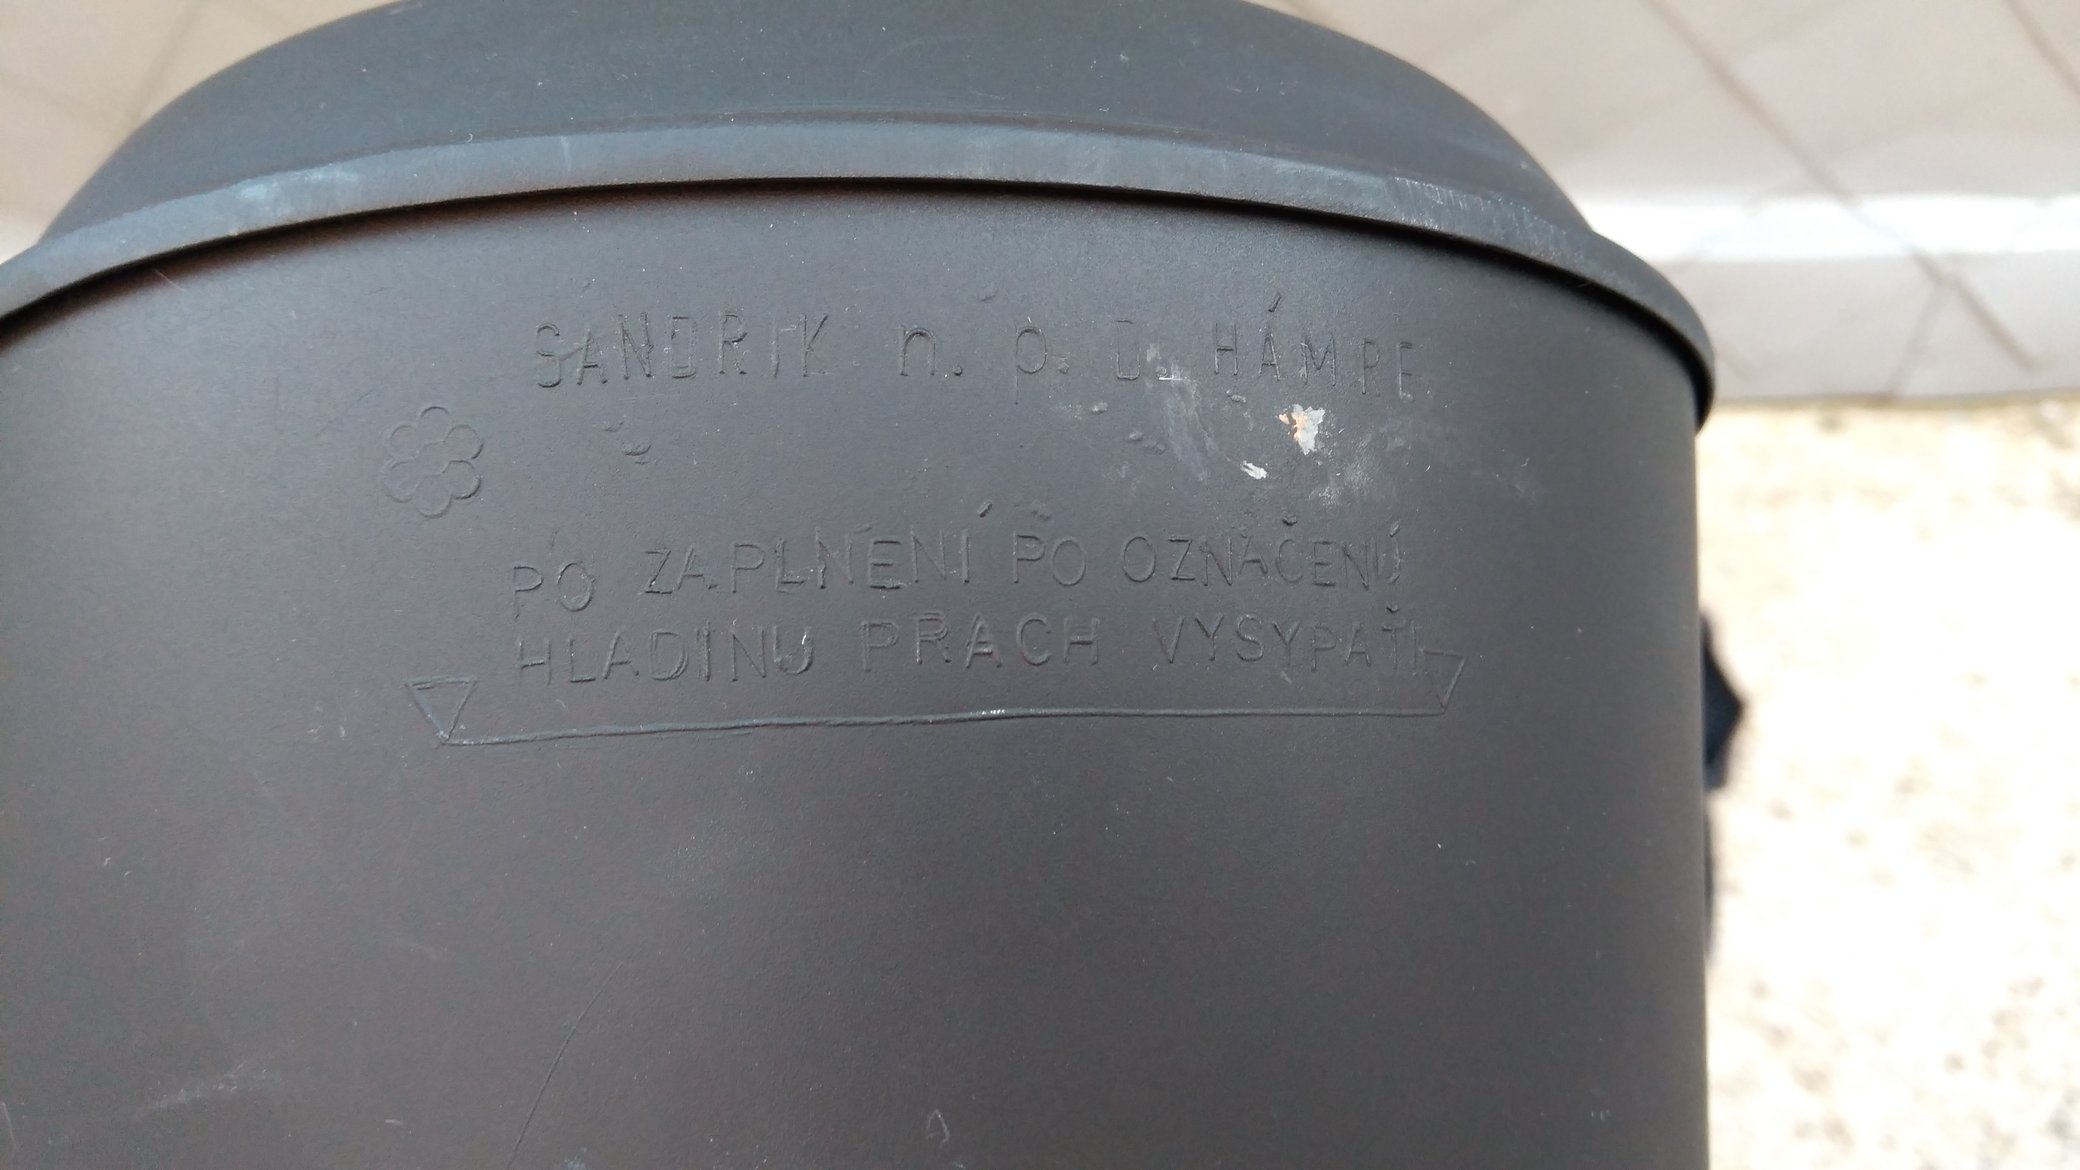 SANDRIK n. p. D. HÁMRE
PO ZAPLNENÍ PO OZNAČENÚ
HLADINU PRACH VYSYPAŤ!